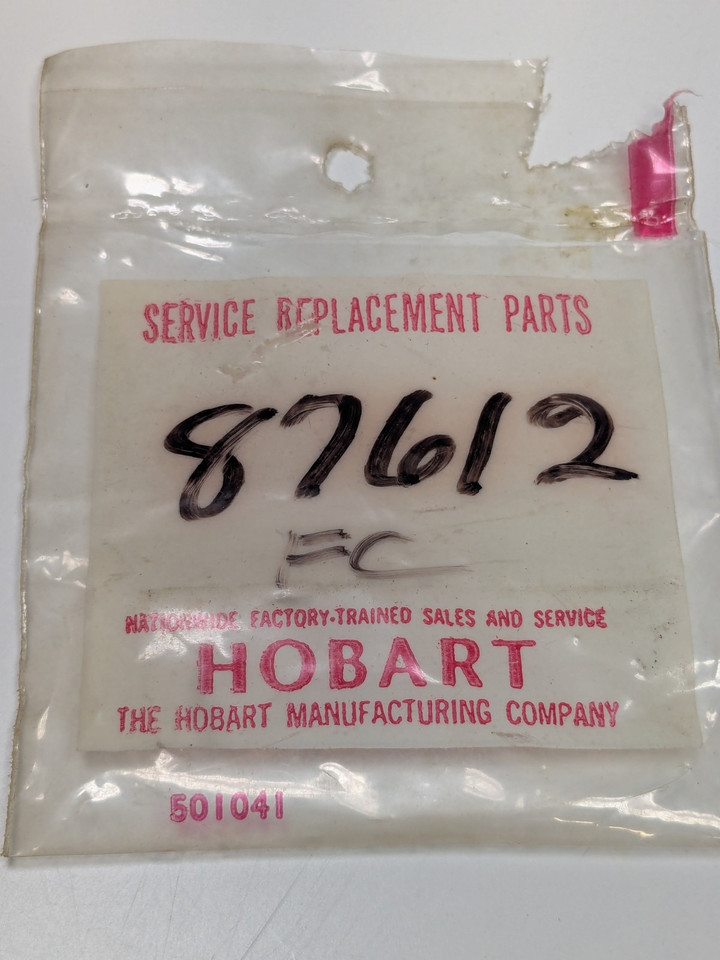 SERVICE REPLACEMENT PARTS
87612
FC
NATIONWIDE FACTORY-TRAINED SALES AND SERVICE
HOBART
THE HOBART MANUFACTURING COMPANY
501041